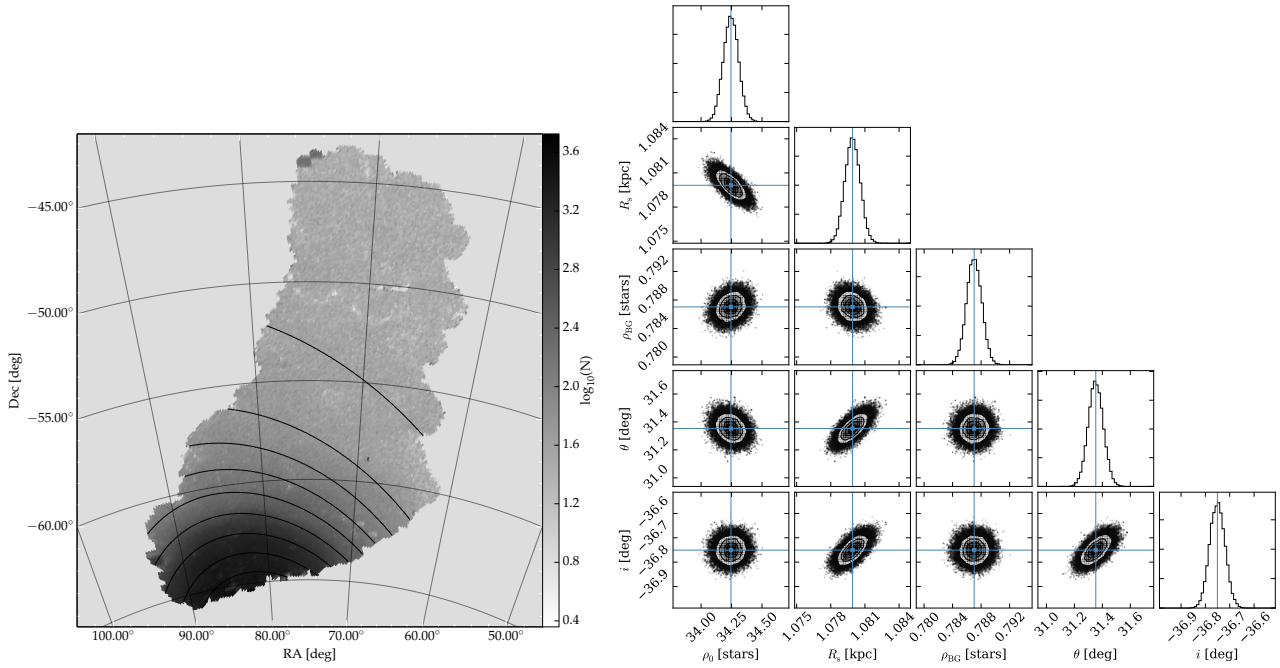 −45.00°
−50.00°
−55.00°
−60.00°
Dec [deg]
100.00° 90.00° 80.00° 70.00° 60.00° 50.00°
RA [deg]
3.6
3.2
2.8
2.4
2.0
1.6
1.2
0.8
0.4
log₁₀(N)
1.084
1.081
1.078
1.075
Rₛ [kpc]
0.792
0.788
0.784
0.780
ρ_BG [stars]
31.6
31.4
31.2
31.0
θ [deg]
−36.6
−36.7
−36.8
−36.9
i [deg]
34.00 34.25 34.50
ρ₀ [stars]
1.075 1.078 1.081 1.084
Rₛ [kpc]
0.780 0.784 0.788 0.792
ρ_BG [stars]
31.0 31.2 31.4 31.6
θ [deg]
−36.9 −36.8 −36.7 −36.6
i [deg]